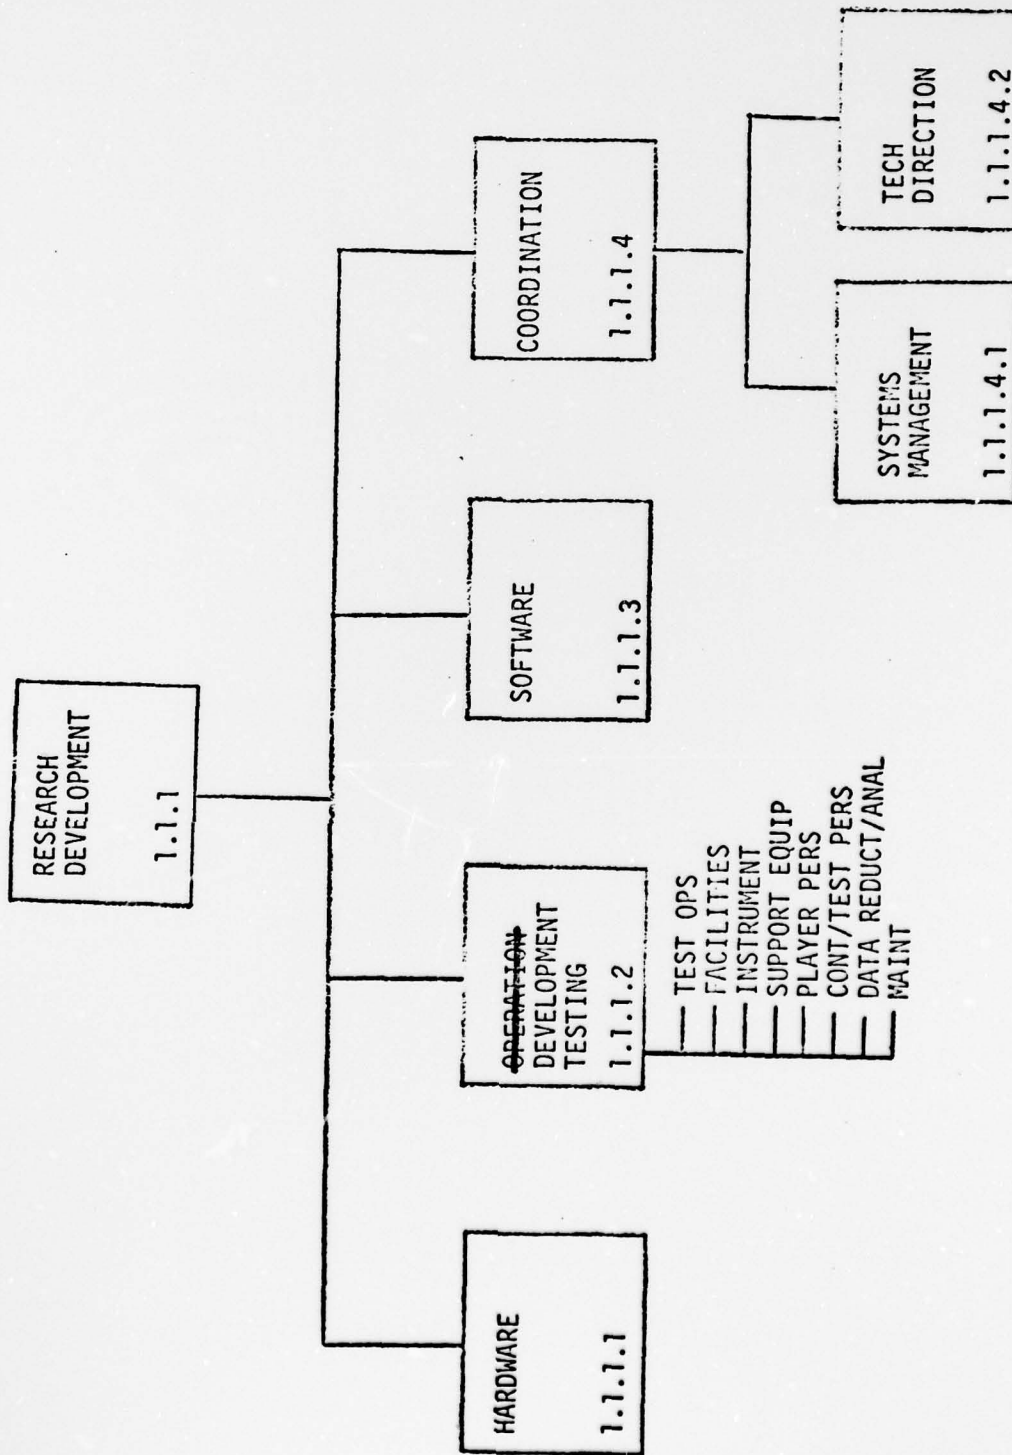 RESEARCH
DEVELOPMENT
1.1.1
HARDWARE
1.1.1.1
OPERATION
DEVELOPMENT
TESTING
1.1.1.2
TEST OPS
FACILITIES
INSTRUMENT
SUPPORT EQUIP
PLAYER PERS
CONT/TEST PERS
DATA REDUCT/ANAL
MAINT
SOFTWARE
1.1.1.3
COORDINATION
1.1.1.4
SYSTEMS
MANAGEMENT
1.1.1.4.1
TECH
DIRECTION
1.1.1.4.2